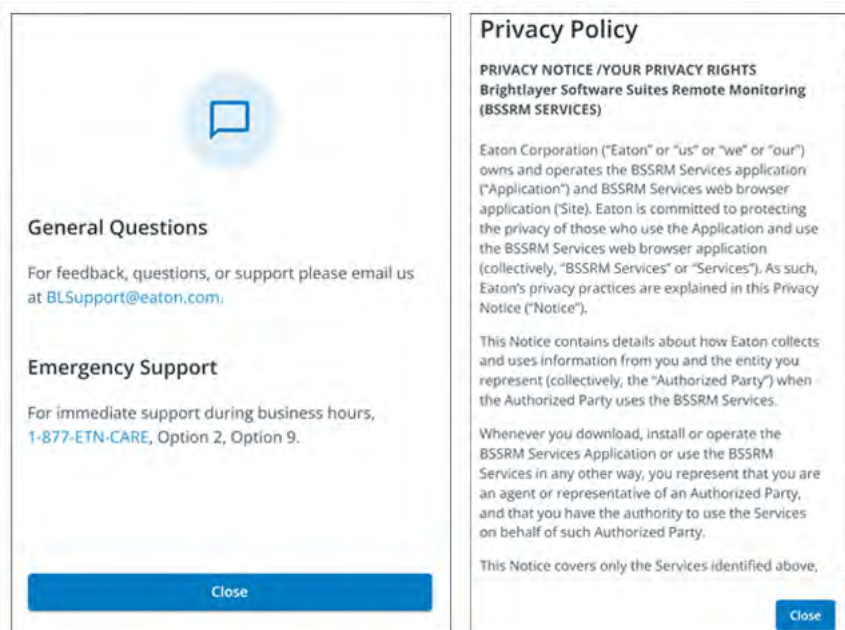 General Questions
For feedback, questions, or support please email us
at BLSupport@eaton.com.
Emergency Support
For immediate support during business hours,
1-877-ETN-CARE, Option 2, Option 9.
Close
Privacy Policy
PRIVACY NOTICE /YOUR PRIVACY RIGHTS
Brightlayer Software Suites Remote Monitoring
(BSSRM SERVICES)
Eaton Corporation (“Eaton” or “us” or “we” or “our”)
owns and operates the BSSRM Services application
(“Application”) and BSSRM Services web browser
application (‘Site). Eaton is committed to protecting
the privacy of those who use the Application and use
the BSSRM Services web browser application
(collectively, “BSSRM Services” or “Services”). As such,
Eaton’s privacy practices are explained in this Privacy
Notice (“Notice”).
This Notice contains details about how Eaton collects
and uses information from you and the entity you
represent (collectively, the “Authorized Party”) when
the Authorized Party uses the BSSRM Services.
Whenever you download, install or operate the
BSSRM Services Application or use the BSSRM
Services in any other way, you represent that you are
an agent or representative of an Authorized Party,
and that you have the authority to use the Services
on behalf of such Authorized Party.
This Notice covers only the Services identified above,
Close